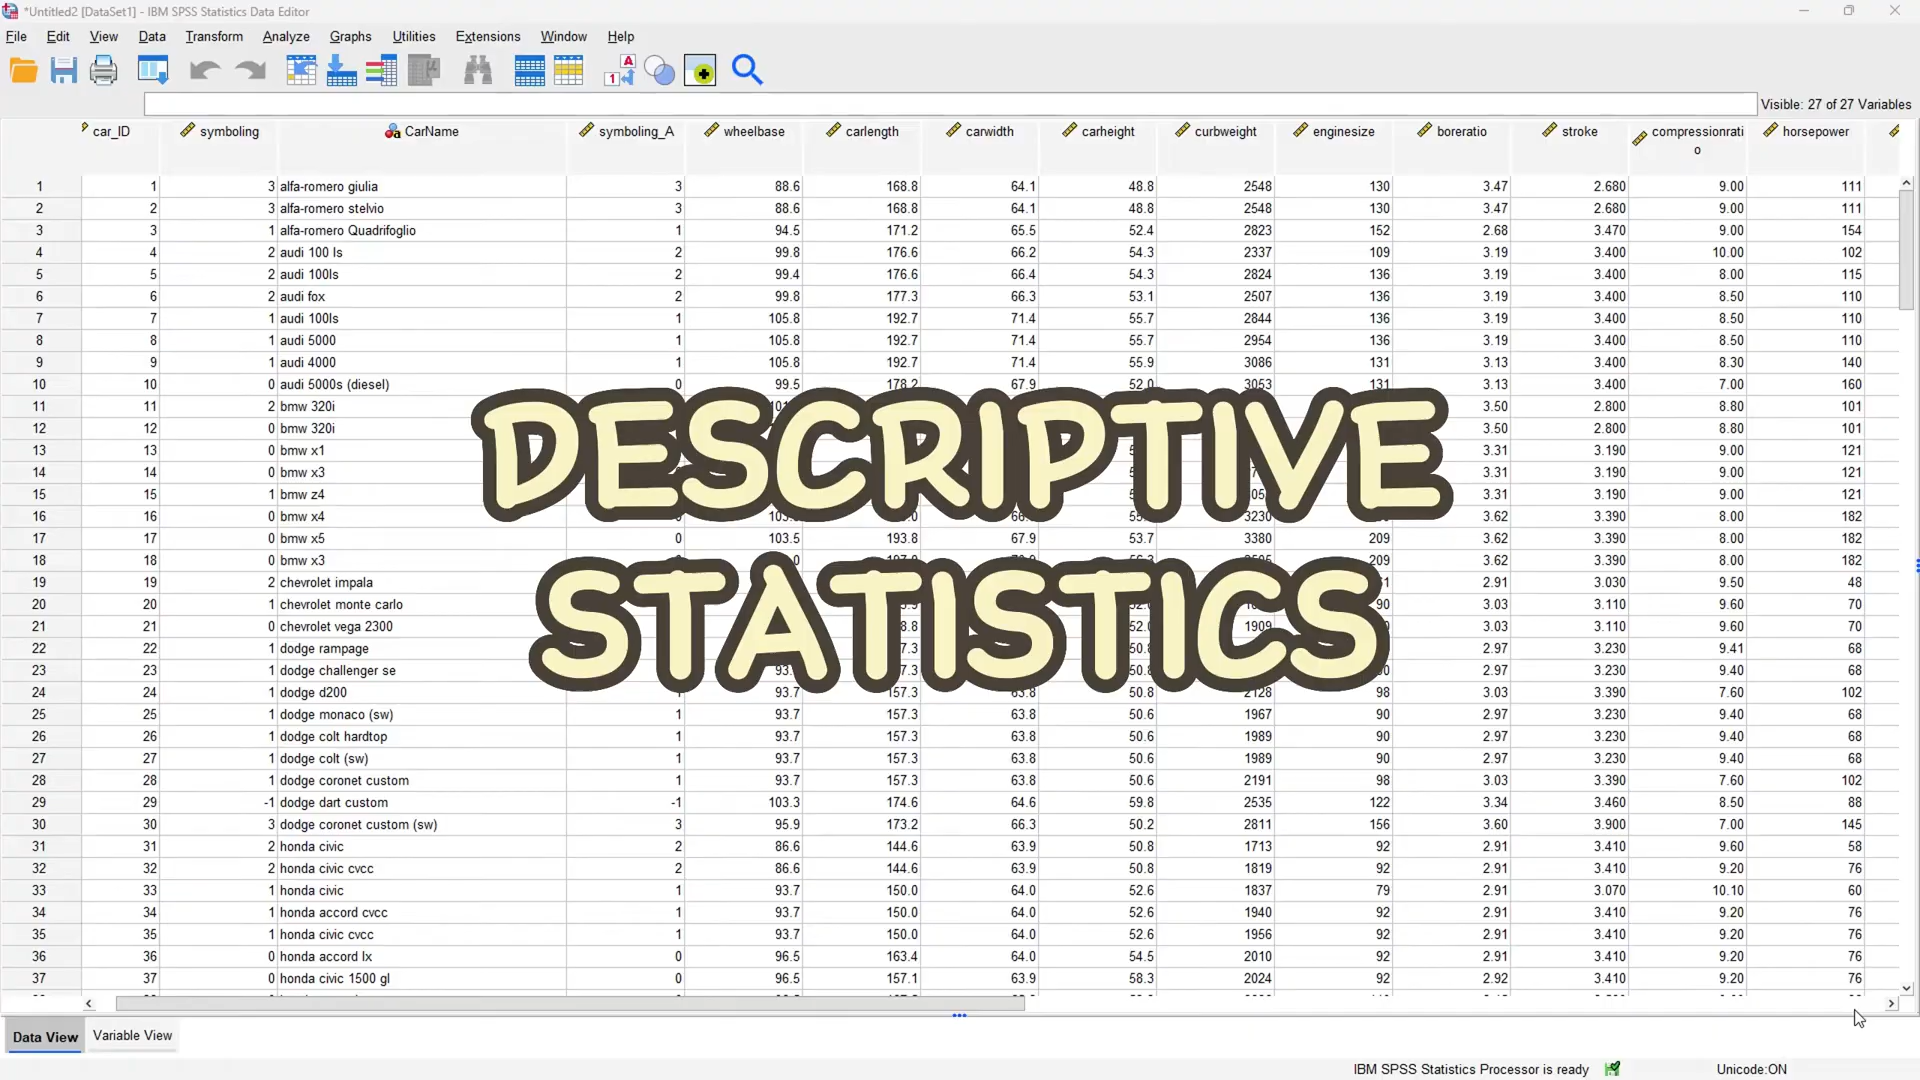 *Untitled2 [DataSet1] - IBM SPSS Statistics Data Editor
File Edit View Data Transform Analyze Graphs Utilities Extensions Window Help
Visible: 27 of 27 Variables
car_ID symboling CarName symboling_A wheelbase carlength carwidth carheight curbweight enginesize boreratio stroke compressionrati horsepower
o
1 1 3 alfa-romero giulia 3 88.6 168.8 64.1 48.8 2548 130 3.47 2.680 9.00 111
2 2 3 alfa-romero stelvio 3 88.6 168.8 64.1 48.8 2548 130 3.47 2.680 9.00 111
3 3 1 alfa-romero Quadrifoglio 1 94.5 171.2 65.5 52.4 2823 152 2.68 3.470 9.00 154
4 4 2 audi 100 ls 2 99.8 176.6 66.2 54.3 2337 109 3.19 3.400 10.00 102
5 5 2 audi 100ls 2 99.4 176.6 66.4 54.3 2824 136 3.19 3.400 8.00 115
6 6 2 audi fox 2 99.8 177.3 66.3 53.1 2507 136 3.19 3.400 8.50 110
7 7 1 audi 100ls 1 105.8 192.7 71.4 55.7 2844 136 3.19 3.400 8.50 110
8 8 1 audi 5000 1 105.8 192.7 71.4 55.7 2954 136 3.19 3.400 8.50 110
9 9 1 audi 4000 1 105.8 192.7 71.4 55.9 3086 131 3.13 3.400 8.30 140
10 10 0 audi 5000s (diesel) 0 99.5 178.2 67.9 52.0 3053 131 3.13 3.400 7.00 160
11 11 2 bmw 320i 3.50 2.800 8.80 101
12 12 0 bmw 320i 3.50 2.800 8.80 101
13 13 0 bmw x1 3.31 3.190 9.00 121
14 14 0 bmw x3 3.31 3.190 9.00 121
15 15 1 bmw z4 3.31 3.190 9.00 121
16 16 0 bmw x4 3230 3.62 3.390 8.00 182
17 17 0 bmw x5 0 103.5 193.8 67.9 53.7 3380 209 3.62 3.390 8.00 182
18 18 0 bmw x3 209 3.62 3.390 8.00 182
19 19 2 chevrolet impala 2.91 3.030 9.50 48
20 20 1 chevrolet monte carlo 90 3.03 3.110 9.60 70
21 21 0 chevrolet vega 2300 1909 3.03 3.110 9.60 70
22 22 1 dodge rampage 2.97 3.230 9.41 68
23 23 1 dodge challenger se 2.97 3.230 9.40 68
24 24 1 dodge d200 1 93.7 157.3 63.8 50.8 2128 98 3.03 3.390 7.60 102
25 25 1 dodge monaco (sw) 1 93.7 157.3 63.8 50.6 1967 90 2.97 3.230 9.40 68
26 26 1 dodge colt hardtop 1 93.7 157.3 63.8 50.6 1989 90 2.97 3.230 9.40 68
27 27 1 dodge colt (sw) 1 93.7 157.3 63.8 50.6 1989 90 2.97 3.230 9.40 68
28 28 1 dodge coronet custom 1 93.7 157.3 63.8 50.6 2191 98 3.03 3.390 7.60 102
29 29 -1 dodge dart custom -1 103.3 174.6 64.6 59.8 2535 122 3.34 3.460 8.50 88
30 30 3 dodge coronet custom (sw) 3 95.9 173.2 66.3 50.2 2811 156 3.60 3.900 7.00 145
31 31 2 honda civic 2 86.6 144.6 63.9 50.8 1713 92 2.91 3.410 9.60 58
32 32 2 honda civic cvcc 2 86.6 144.6 63.9 50.8 1819 92 2.91 3.410 9.20 76
33 33 1 honda civic 1 93.7 150.0 64.0 52.6 1837 79 2.91 3.070 10.10 60
34 34 1 honda accord cvcc 1 93.7 150.0 64.0 52.6 1940 92 2.91 3.410 9.20 76
35 35 1 honda civic cvcc 1 93.7 150.0 64.0 52.6 1956 92 2.91 3.410 9.20 76
36 36 0 honda accord lx 0 96.5 163.4 64.0 54.5 2010 92 2.91 3.410 9.20 76
37 37 0 honda civic 1500 gl 0 96.5 157.1 63.9 58.3 2024 92 2.92 3.410 9.20 76
DESCRIPTIVE
STATISTICS
Data View Variable View
IBM SPSS Statistics Processor is ready Unicode:ON